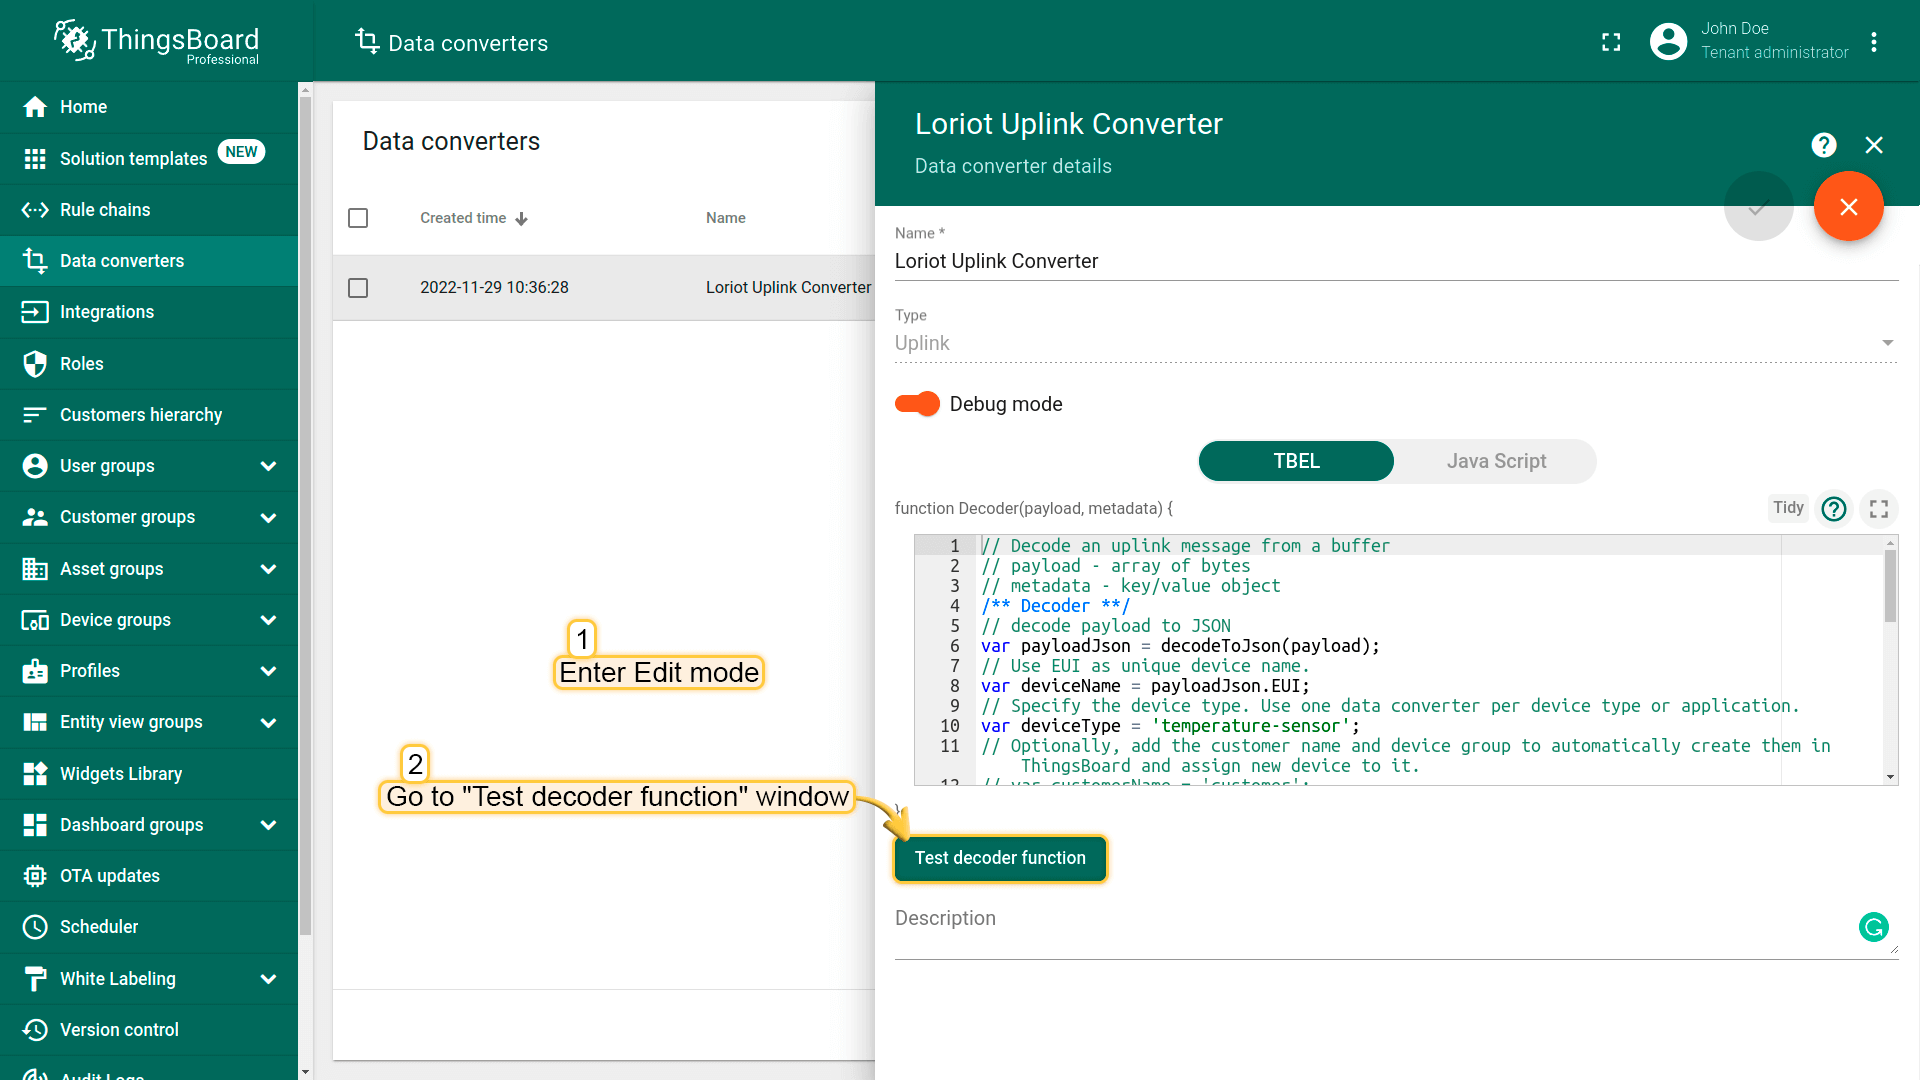 ThingsBoard
Professional
Data converters
John Doe
Tenant administrator
Home
Solution templates NEW
Rule chains
Data converters
Integrations
Roles
Customers hierarchy
User groups
Customer groups
Asset groups
Device groups
Profiles
Entity view groups
Widgets Library
Dashboard groups
OTA updates
Scheduler
White Labeling
Version control
Audit Logs
Data converters
Created time Name
2022-11-29 10:36:28 Loriot Uplink Converter
1
Enter Edit mode
2
Go to "Test decoder function" window
Loriot Uplink Converter
Data converter details
Name *
Loriot Uplink Converter
Type
Uplink
Debug mode
TBEL Java Script
function Decoder(payload, metadata) { Tidy
1 // Decode an uplink message from a buffer
2 // payload - array of bytes
3 // metadata - key/value object
4 /** Decoder **/
5 // decode payload to JSON
6 var payloadJson = decodeToJson(payload);
7 // Use EUI as unique device name.
8 var deviceName = payloadJson.EUI;
9 // Specify the device type. Use one data converter per device type or application.
10 var deviceType = 'temperature-sensor';
11 // Optionally, add the customer name and device group to automatically create them in
ThingsBoard and assign new device to it.
12 // var customerName = 'customer';
}
Test decoder function
Description